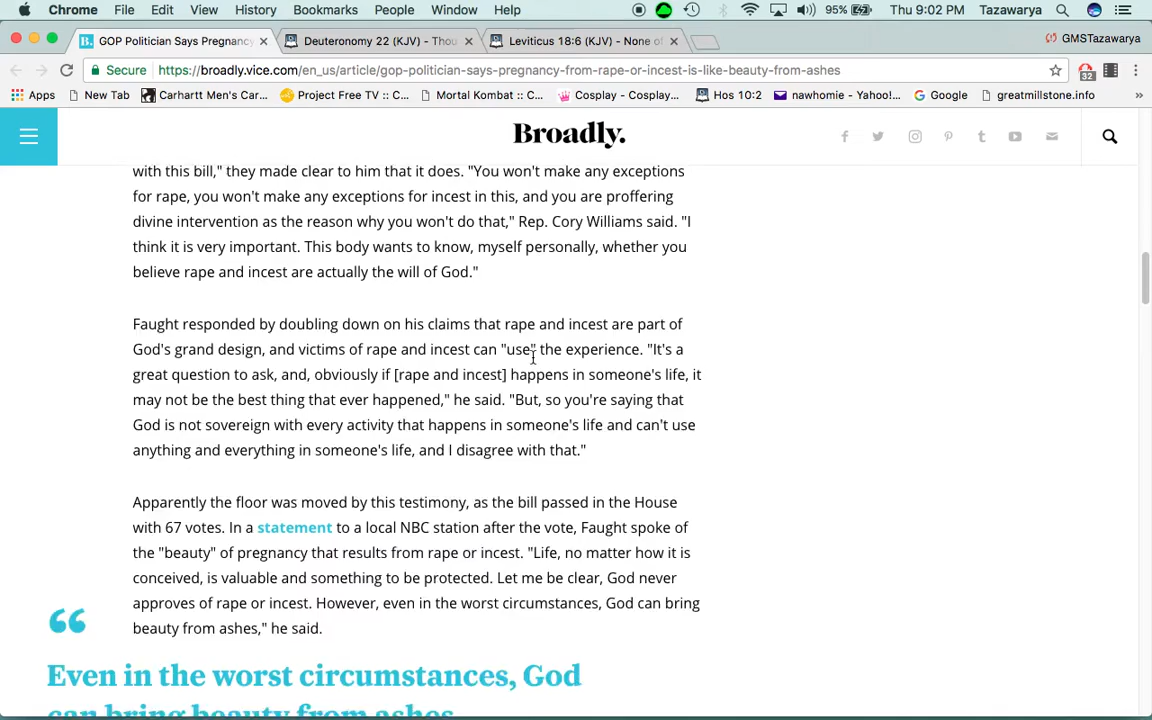 Chrome File Edit View History Bookmarks People Window Help 95% Thu 9:02 PM Tazawarya
GOP Politician Says Pregnancy Deuteronomy 22 (KJV) - Thou Leviticus 18:6 (KJV) - None of GMSTazawarya
Secure https://broadly.vice.com/en_us/article/gop-politician-says-pregnancy-from-rape-or-incest-is-like-beauty-from-ashes 32
Apps New Tab Carhartt Men's Car... Project Free TV :: C... Mortal Kombat :: C... Cosplay - Cosplay... Hos 10:2 nawhomie - Yahoo!... Google greatmillstone.info »
Broadly.
with this bill," they made clear to him that it does. "You won't make any exceptions
for rape, you won't make any exceptions for incest in this, and you are proffering
divine intervention as the reason why you won't do that," Rep. Cory Williams said. "I
think it is very important. This body wants to know, myself personally, whether you
believe rape and incest are actually the will of God."
Faught responded by doubling down on his claims that rape and incest are part of
God's grand design, and victims of rape and incest can "use" the experience. "It's a
great question to ask, and, obviously if [rape and incest] happens in someone's life, it
may not be the best thing that ever happened," he said. "But, so you're saying that
God is not sovereign with every activity that happens in someone's life and can't use
anything and everything in someone's life, and I disagree with that."
Apparently the floor was moved by this testimony, as the bill passed in the House
with 67 votes. In a statement to a local NBC station after the vote, Faught spoke of
the "beauty" of pregnancy that results from rape or incest. "Life, no matter how it is
conceived, is valuable and something to be protected. Let me be clear, God never
approves of rape or incest. However, even in the worst circumstances, God can bring
beauty from ashes," he said.
Even in the worst circumstances, God
can bring beauty from ashes